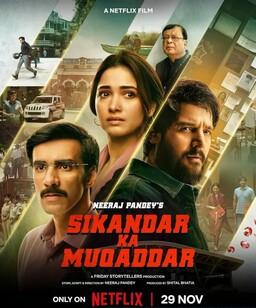 A NETFLIX FILM
NEERAJ PANDEY'S
SIKANDAR
KA
MUQADDAR
A FRIDAY STORYTELLERS PRODUCTION
STORY, SCRIPT & DIRECTION BY NEERAJ PANDEY
PRODUCED BY SHITAL BHATIA
ONLY ON NETFLIX | 29 NOV